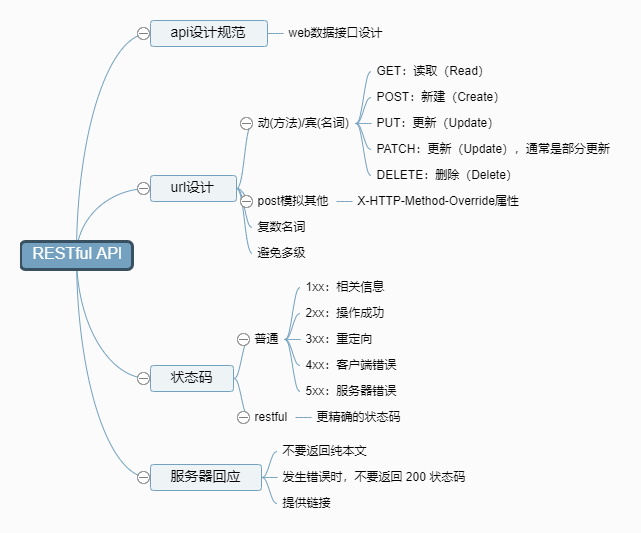 RESTful API
api设计规范
web数据接口设计
url设计
动(方法)/宾(名词)
GET：读取（Read）
POST：新建（Create）
PUT：更新（Update）
PATCH：更新（Update），通常是部分更新
DELETE：删除（Delete）
post模拟其他
X-HTTP-Method-Override属性
复数名词
避免多级
状态码
普通
1xx：相关信息
2xx：操作成功
3xx：重定向
4xx：客户端错误
5xx：服务器错误
restful
更精确的状态码
服务器回应
不要返回纯本文
发生错误时，不要返回 200 状态码
提供链接